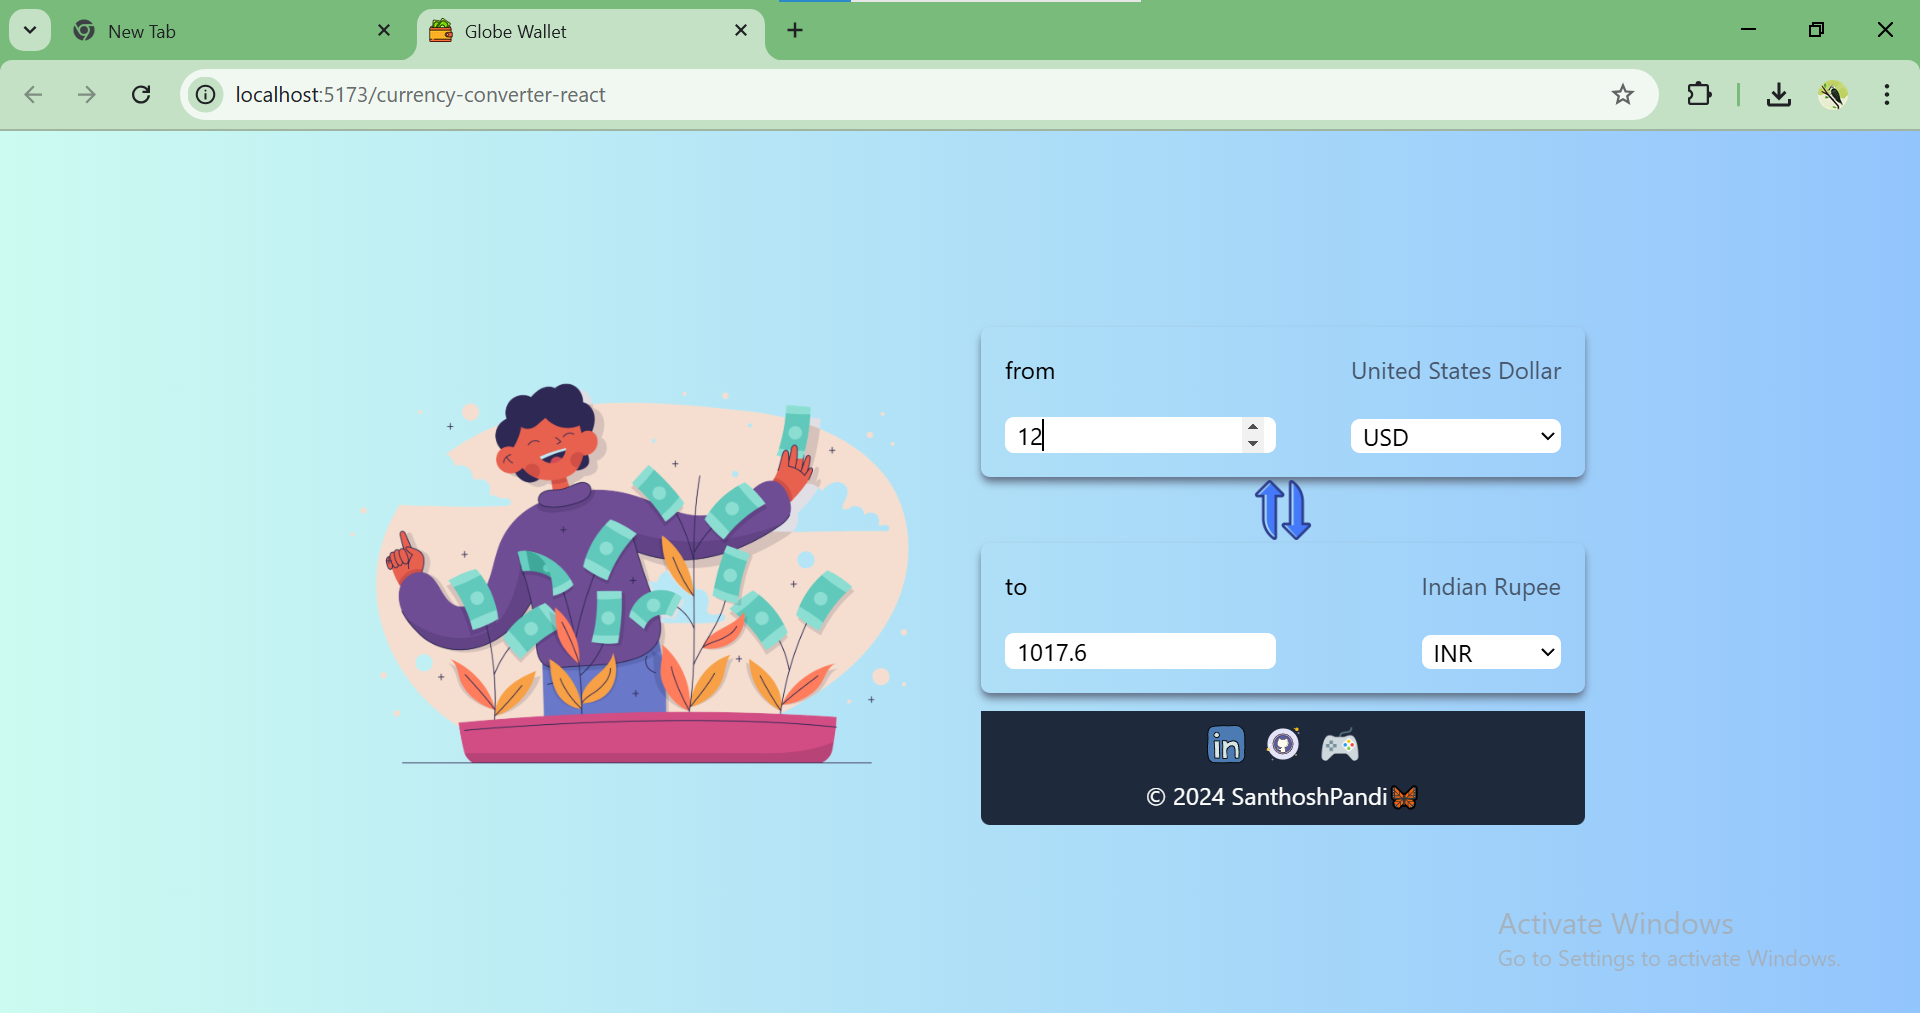 New Tab
Globe Wallet
localhost:5173/currency-converter-react
from
United States Dollar
12
USD
to
Indian Rupee
1017.6
INR
in
© 2024 SanthoshPandi
Activate Windows
Go to Settings to activate Windows.